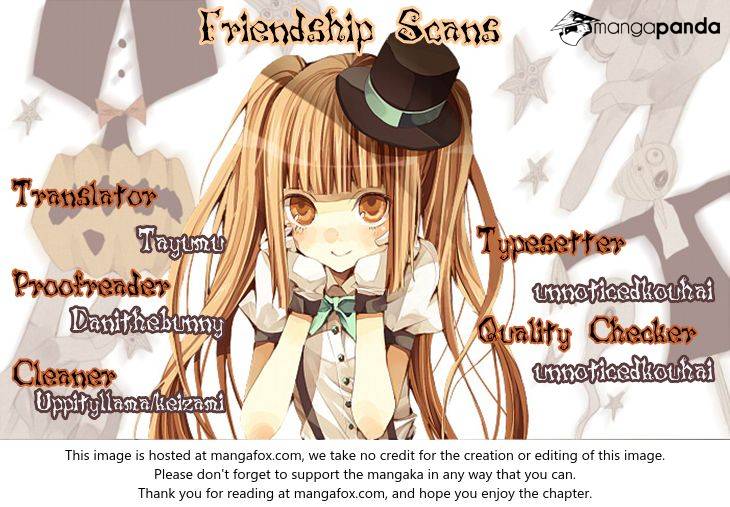 Friendship Scans
mangapanda
Translator
Tayumu
Proofreader
Danithebunny
Cleaner
Uppityllama/keizami
Typesetter
unnoticedkouhai
Quality Checker
unnoticedkouhai
This image is hosted at mangafox.com, we take no credit for the creation or editing of this image.
Please don't forget to support the mangaka in any way that you can.
Thank you for reading at mangafox.com, and hope you enjoy the chapter.